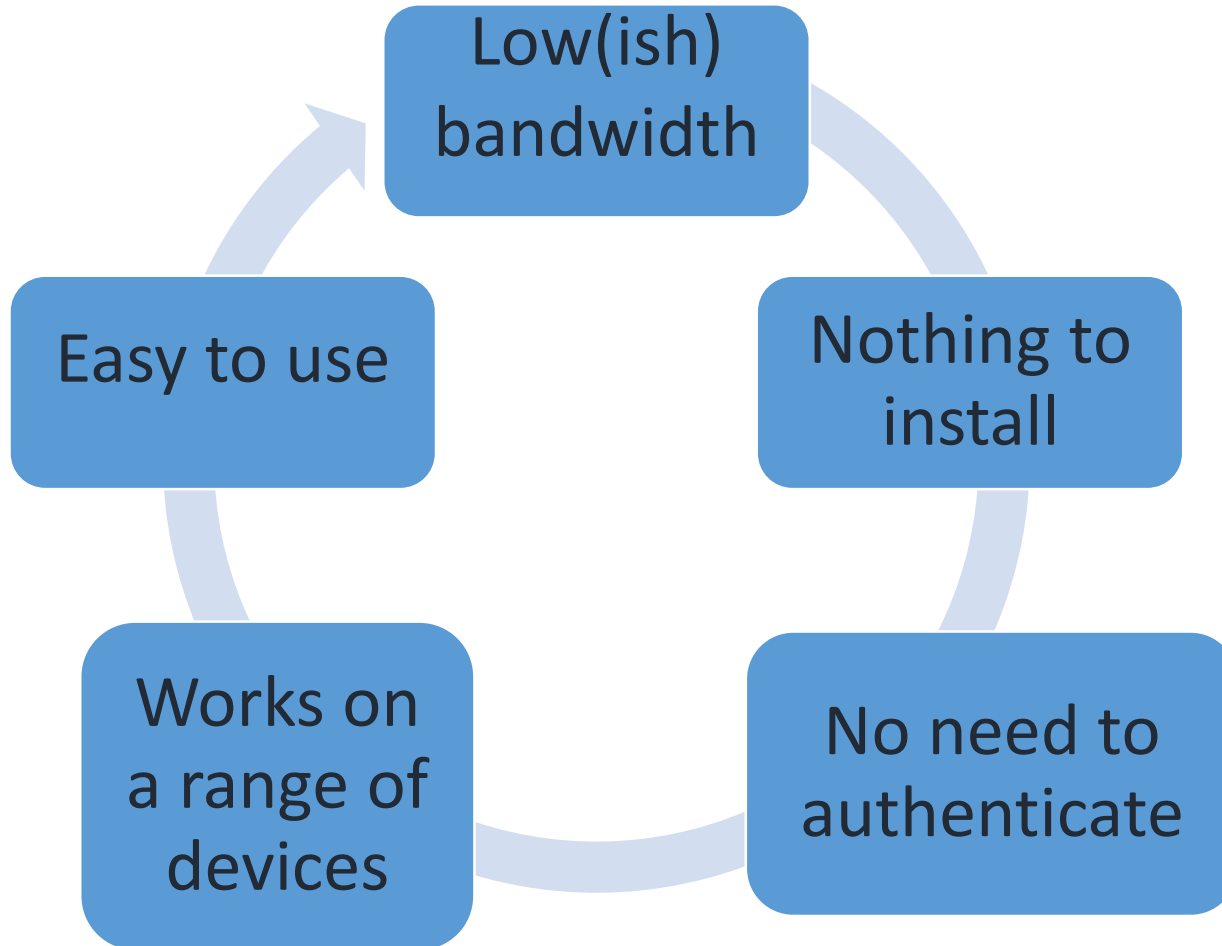 Low(ish)
bandwidth
Nothing to
install
No need to
authenticate
Works on
a range of
devices
Easy to use